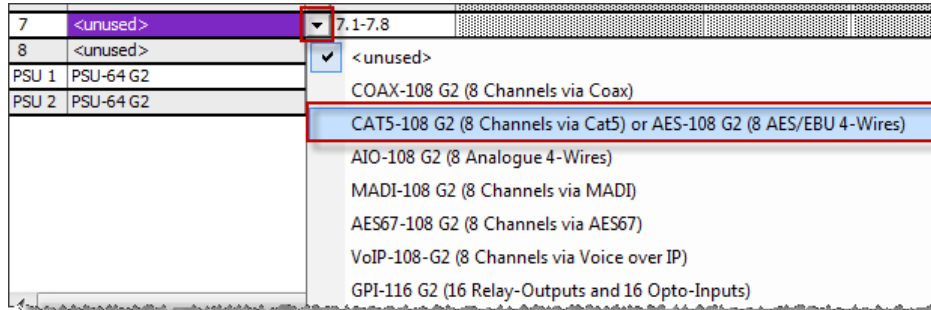 7 <unused> 7.1-7.8
8 <unused>
<unused>
PSU 1 PSU-64 G2
COAX-108 G2 (8 Channels via Coax)
PSU 2 PSU-64 G2
CAT5-108 G2 (8 Channels via Cat5) or AES-108 G2 (8 AES/EBU 4-Wires)
AIO-108 G2 (8 Analogue 4-Wires)
MADI-108 G2 (8 Channels via MADI)
AES67-108 G2 (8 Channels via AES67)
VoIP-108-G2 (8 Channels via Voice over IP)
GPI-116 G2 (16 Relay-Outputs and 16 Opto-Inputs)